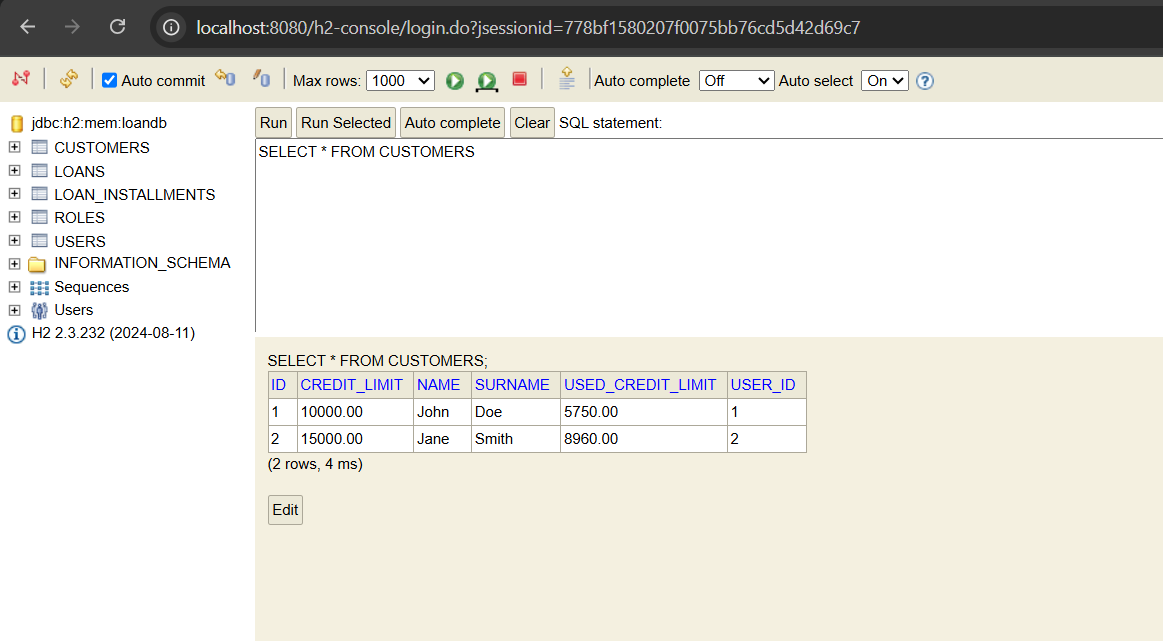 localhost:8080/h2-console/login.do?jsessionid=778bf1580207f0075bb76cd5d42d69c7
Auto commit Max rows: 1000 Auto complete Off Auto select On ?
jdbc:h2:mem:loandb
CUSTOMERS
LOANS
LOAN_INSTALLMENTS
ROLES
USERS
INFORMATION_SCHEMA
Sequences
Users
H2 2.3.232 (2024-08-11)
Run Run Selected Auto complete Clear SQL statement:
SELECT * FROM CUSTOMERS
SELECT * FROM CUSTOMERS;
ID CREDIT_LIMIT NAME SURNAME USED_CREDIT_LIMIT USER_ID
1 10000.00 John Doe 5750.00 1
2 15000.00 Jane Smith 8960.00 2
(2 rows, 4 ms)
Edit